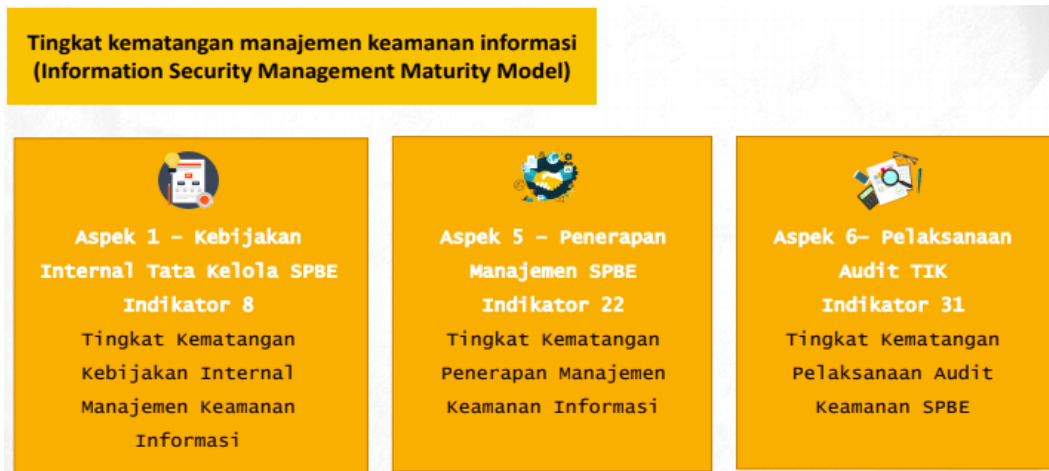 Tingkat kematangan manajemen keamanan informasi
(Information Security Management Maturity Model)
Aspek 1 – Kebijakan
Internal Tata Kelola SPBE
Indikator 8
Tingkat Kematangan
Kebijakan Internal
Manajemen Keamanan
Informasi
Aspek 5 – Penerapan
Manajemen SPBE
Indikator 22
Tingkat Kematangan
Penerapan Manajemen
Keamanan Informasi
Aspek 6– Pelaksanaan
Audit TIK
Indikator 31
Tingkat Kematangan
Pelaksanaan Audit
Keamanan SPBE